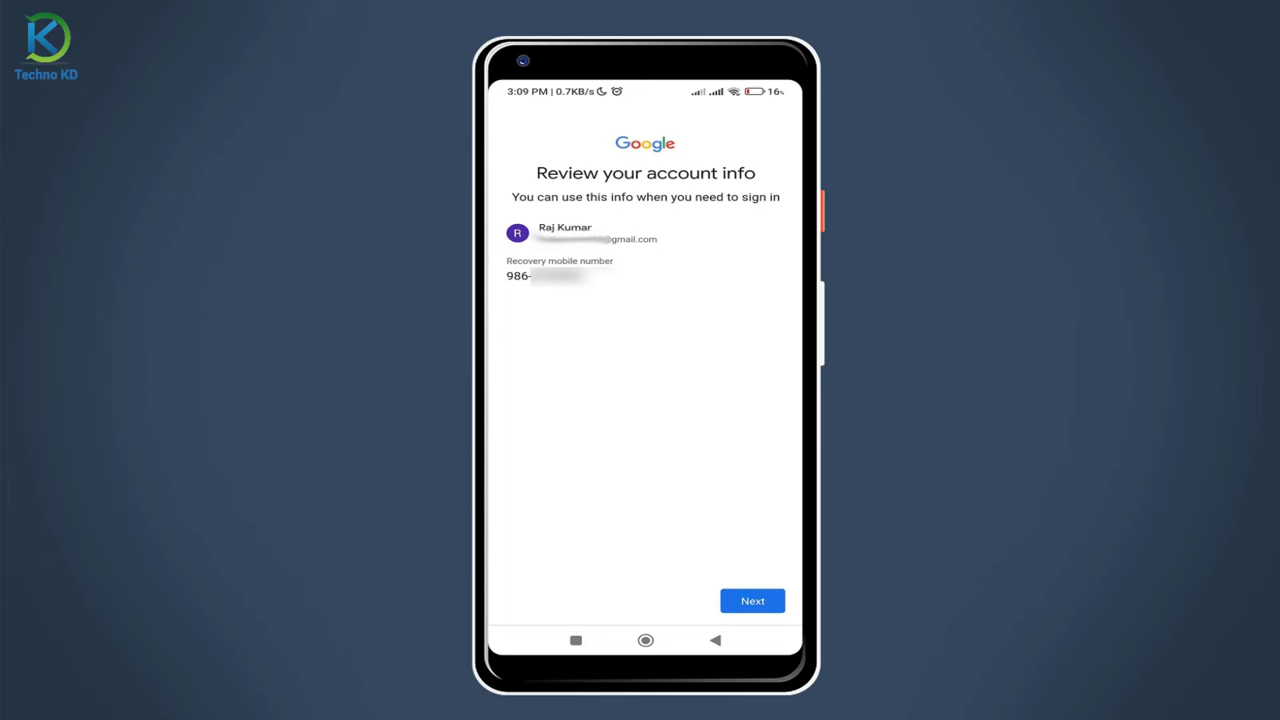 Techno KD
3:09 PM | 0.7KB/s
16%
Google
Review your account info
You can use this info when you need to sign in
R
Raj Kumar
@gmail.com
Recovery mobile number
986-
Next